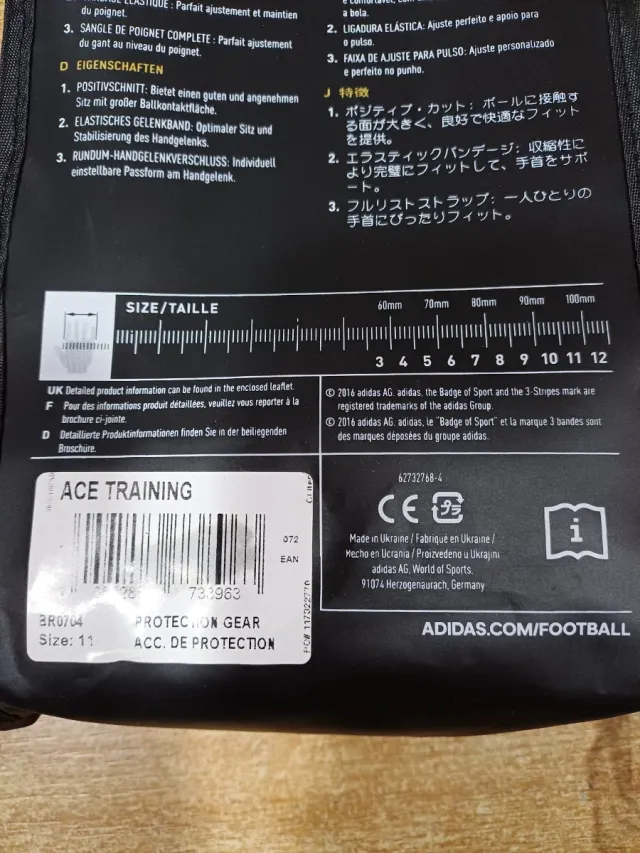 ÉLASTIQUE : Parfait ajustement et maintien
du poignet.
3. SANGLE DE POIGNET COMPLETE : Parfait ajustement
du gant au niveau du poignet.
D EIGENSCHAFTEN
1. POSITIVSCHNITT: Bietet einen guten und angenehmen
Sitz mit großer Ballkontaktfläche.
2. ELASTISCHES GELENKBAND: Optimaler Sitz und
Stabilisierung des Handgelenks.
3. RUNDUM-HANDGELENKVERSCHLUSS: Individuell
einstellbare Passform am Handgelenk.
a bola.
2. LIGADURA ELÁSTICA: Ajuste perfeito e apoio para
o pulso.
3. FAIXA DE AJUSTE PARA PULSO: Ajuste personalizado
e perfeito no punho.
J 特徴
1. ポジティブ・カット: ボールに接触す
る面が大きく、良好で快適なフィット
を提供。
2. エラスティックバンデージ: 収縮性に
より完璧にフィットして、手首をサポ
ート。
3. フルリストストラップ: 一人ひとりの
手首にぴったりフィット。
SIZE/TAILLE
60mm 70mm 80mm 90mm 100mm
3 4 5 6 7 8 9 10 11 12
UK Detailed product information can be found in the enclosed leaflet.
F Pour des informations produit détaillées, veuillez vous reporter à la
brochure ci-jointe.
D Detaillierte Produktinformationen finden Sie in der beiliegenden
Broschüre.
© 2016 adidas AG. adidas, the Badge of Sport and the 3-Stripes mark are
registered trademarks of the adidas Group.
© 2016 adidas AG. adidas, le "Badge of Sport" et la marque 3 bandes sont
des marques déposées du groupe adidas.
ACE TRAINING
072
EAN
733963
BR0704 PROTECTION GEAR
Size: 11 ACC. DE PROTECTION
PO# 117322776
62732768-4
CE プラ
Made in Ukraine / Fabriqué en Ukraine /
Hecho en Ucrania / Proizvedeno u Ukrajini
adidas AG, World of Sports,
91074 Herzogenaurach, Germany
i
ADIDAS.COM/FOOTBALL